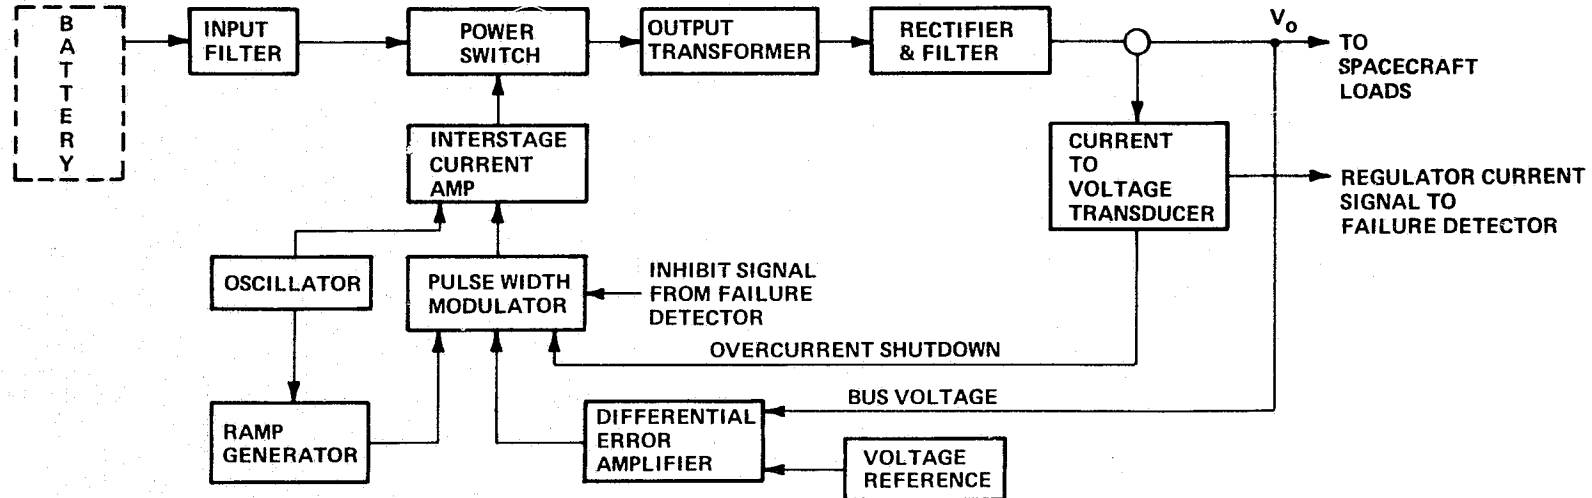 BATTERY
INPUT
FILTER
POWER
SWITCH
OUTPUT
TRANSFORMER
RECTIFIER
& FILTER
Vo
TO
SPACECRAFT
LOADS
INTERSTAGE
CURRENT
AMP
CURRENT
TO
VOLTAGE
TRANSDUCER
REGULATOR CURRENT
SIGNAL TO
FAILURE DETECTOR
OSCILLATOR
PULSE WIDTH
MODULATOR
INHIBIT SIGNAL
FROM FAILURE
DETECTOR
OVERCURRENT SHUTDOWN
BUS VOLTAGE
RAMP
GENERATOR
DIFFERENTIAL
ERROR
AMPLIFIER
VOLTAGE
REFERENCE